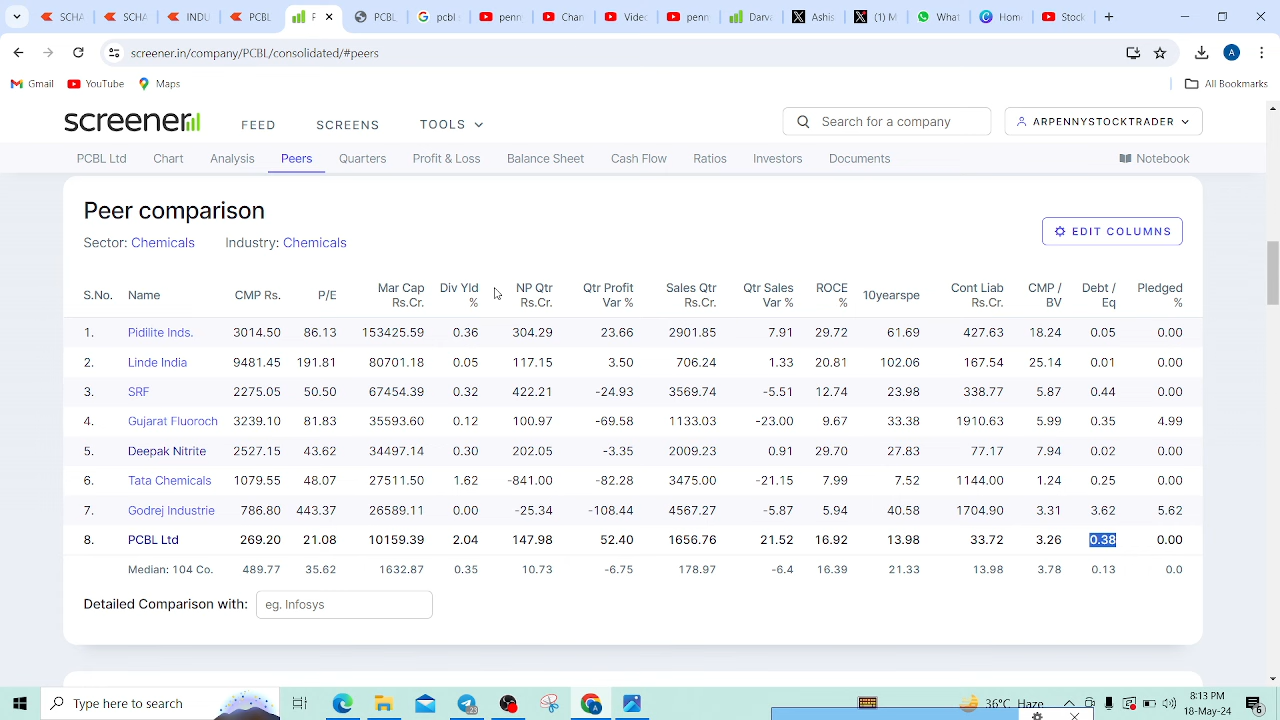 SCHA
SCHA
INDU
PCBL
pcbl
penn
Chan
Video
penn
Darva
Ashis
(1) M
What
Hom
Stock
screener.in/company/PCBL/consolidated/#peers
A
Gmail YouTube Maps All Bookmarks
screener FEED SCREENS TOOLS Search for a company ARPENNYSTOCKTRADER
PCBL Ltd Chart Analysis Peers Quarters Profit & Loss Balance Sheet Cash Flow Ratios Investors Documents Notebook
Peer comparison
Sector: Chemicals Industry: Chemicals
EDIT COLUMNS
S.No. Name CMP Rs. P/E Mar Cap Rs.Cr. Div Yld % NP Qtr Rs.Cr. Qtr Profit Var % Sales Qtr Rs.Cr. Qtr Sales Var % ROCE % 10yearspe Cont Liab Rs.Cr. CMP / BV Debt / Eq Pledged %
1. Pidilite Inds. 3014.50 86.13 153425.59 0.36 304.29 23.66 2901.85 7.91 29.72 61.69 427.63 18.24 0.05 0.00
2. Linde India 9481.45 191.81 80701.18 0.05 117.15 3.50 706.24 1.33 20.81 102.06 167.54 25.14 0.01 0.00
3. SRF 2275.05 50.50 67454.39 0.32 422.21 -24.93 3569.74 -5.51 12.74 23.98 338.77 5.87 0.44 0.00
4. Gujarat Fluoroch 3239.10 81.83 35593.60 0.12 100.97 -69.58 1133.03 -23.00 9.67 33.38 1910.63 5.99 0.35 4.99
5. Deepak Nitrite 2527.15 43.62 34497.14 0.30 202.05 -3.35 2009.23 0.91 29.70 27.83 77.17 7.94 0.02 0.00
6. Tata Chemicals 1079.55 48.07 27511.50 1.62 -841.00 -82.28 3475.00 -21.15 7.99 7.52 1144.00 1.24 0.25 0.00
7. Godrej Industrie 786.80 443.37 26589.11 0.00 -25.34 -108.44 4567.27 -5.87 5.94 40.58 1704.90 3.31 3.62 5.62
8. PCBL Ltd 269.20 21.08 10159.39 2.04 147.98 52.40 1656.76 21.52 16.92 13.98 33.72 3.26 0.38 0.00
Median: 104 Co. 489.77 35.62 1632.87 0.35 10.73 -6.75 178.97 -6.4 16.39 21.33 13.98 3.78 0.13 0.0
Detailed Comparison with: eg. Infosys
Type here to search
36°C Haze
8:13 PM
18-May-24